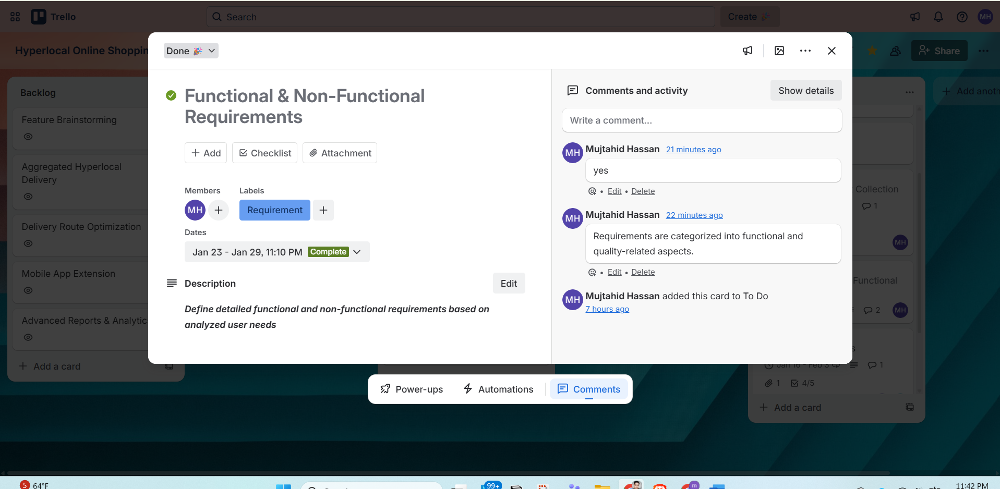 Trello
Search
Create
MH
Hyperlocal Online Shoppin
Share
Done
Functional & Non-Functional
Requirements
Add
Checklist
Attachment
Members
Labels
MH
Requirement
Dates
Jan 23 - Jan 29, 11:10 PM Complete
Description
Edit
Define detailed functional and non-functional requirements based on
analyzed user needs
Comments and activity
Show details
Write a comment...
MH
Mujtahid Hassan 21 minutes ago
yes
• Edit • Delete
MH
Mujtahid Hassan 22 minutes ago
Requirements are categorized into functional and
quality-related aspects.
• Edit • Delete
MH
Mujtahid Hassan added this card to To Do
7 hours ago
Backlog
Feature Brainstorming
Aggregated Hyperlocal
Delivery
Delivery Route Optimization
Mobile App Extension
Advanced Reports & Analytic
Add a card
Add anoth
Collection
1
MH
Functional
2
MH
s
Jan 16 - Feb 3
1
1
4/5
Add a card
Power-ups
Automations
Comments
5
64°F
99+
m
11:42 PM